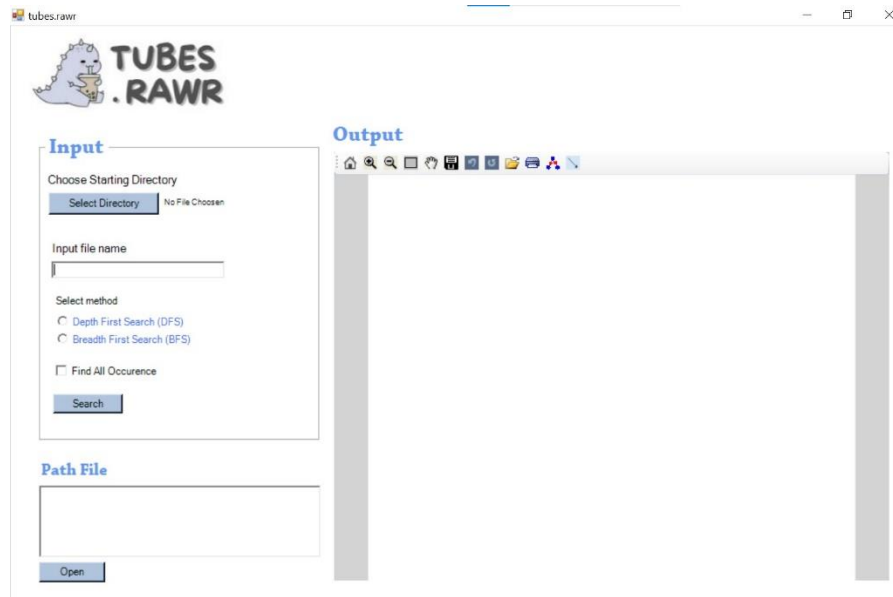 tubes.rawr
TUBES
.RAWR
Input
Choose Starting Directory
Select Directory
No File Choosen
Input file name
Select method
Depth First Search (DFS)
Breadth First Search (BFS)
Find All Occurence
Search
Path File
Open
Output